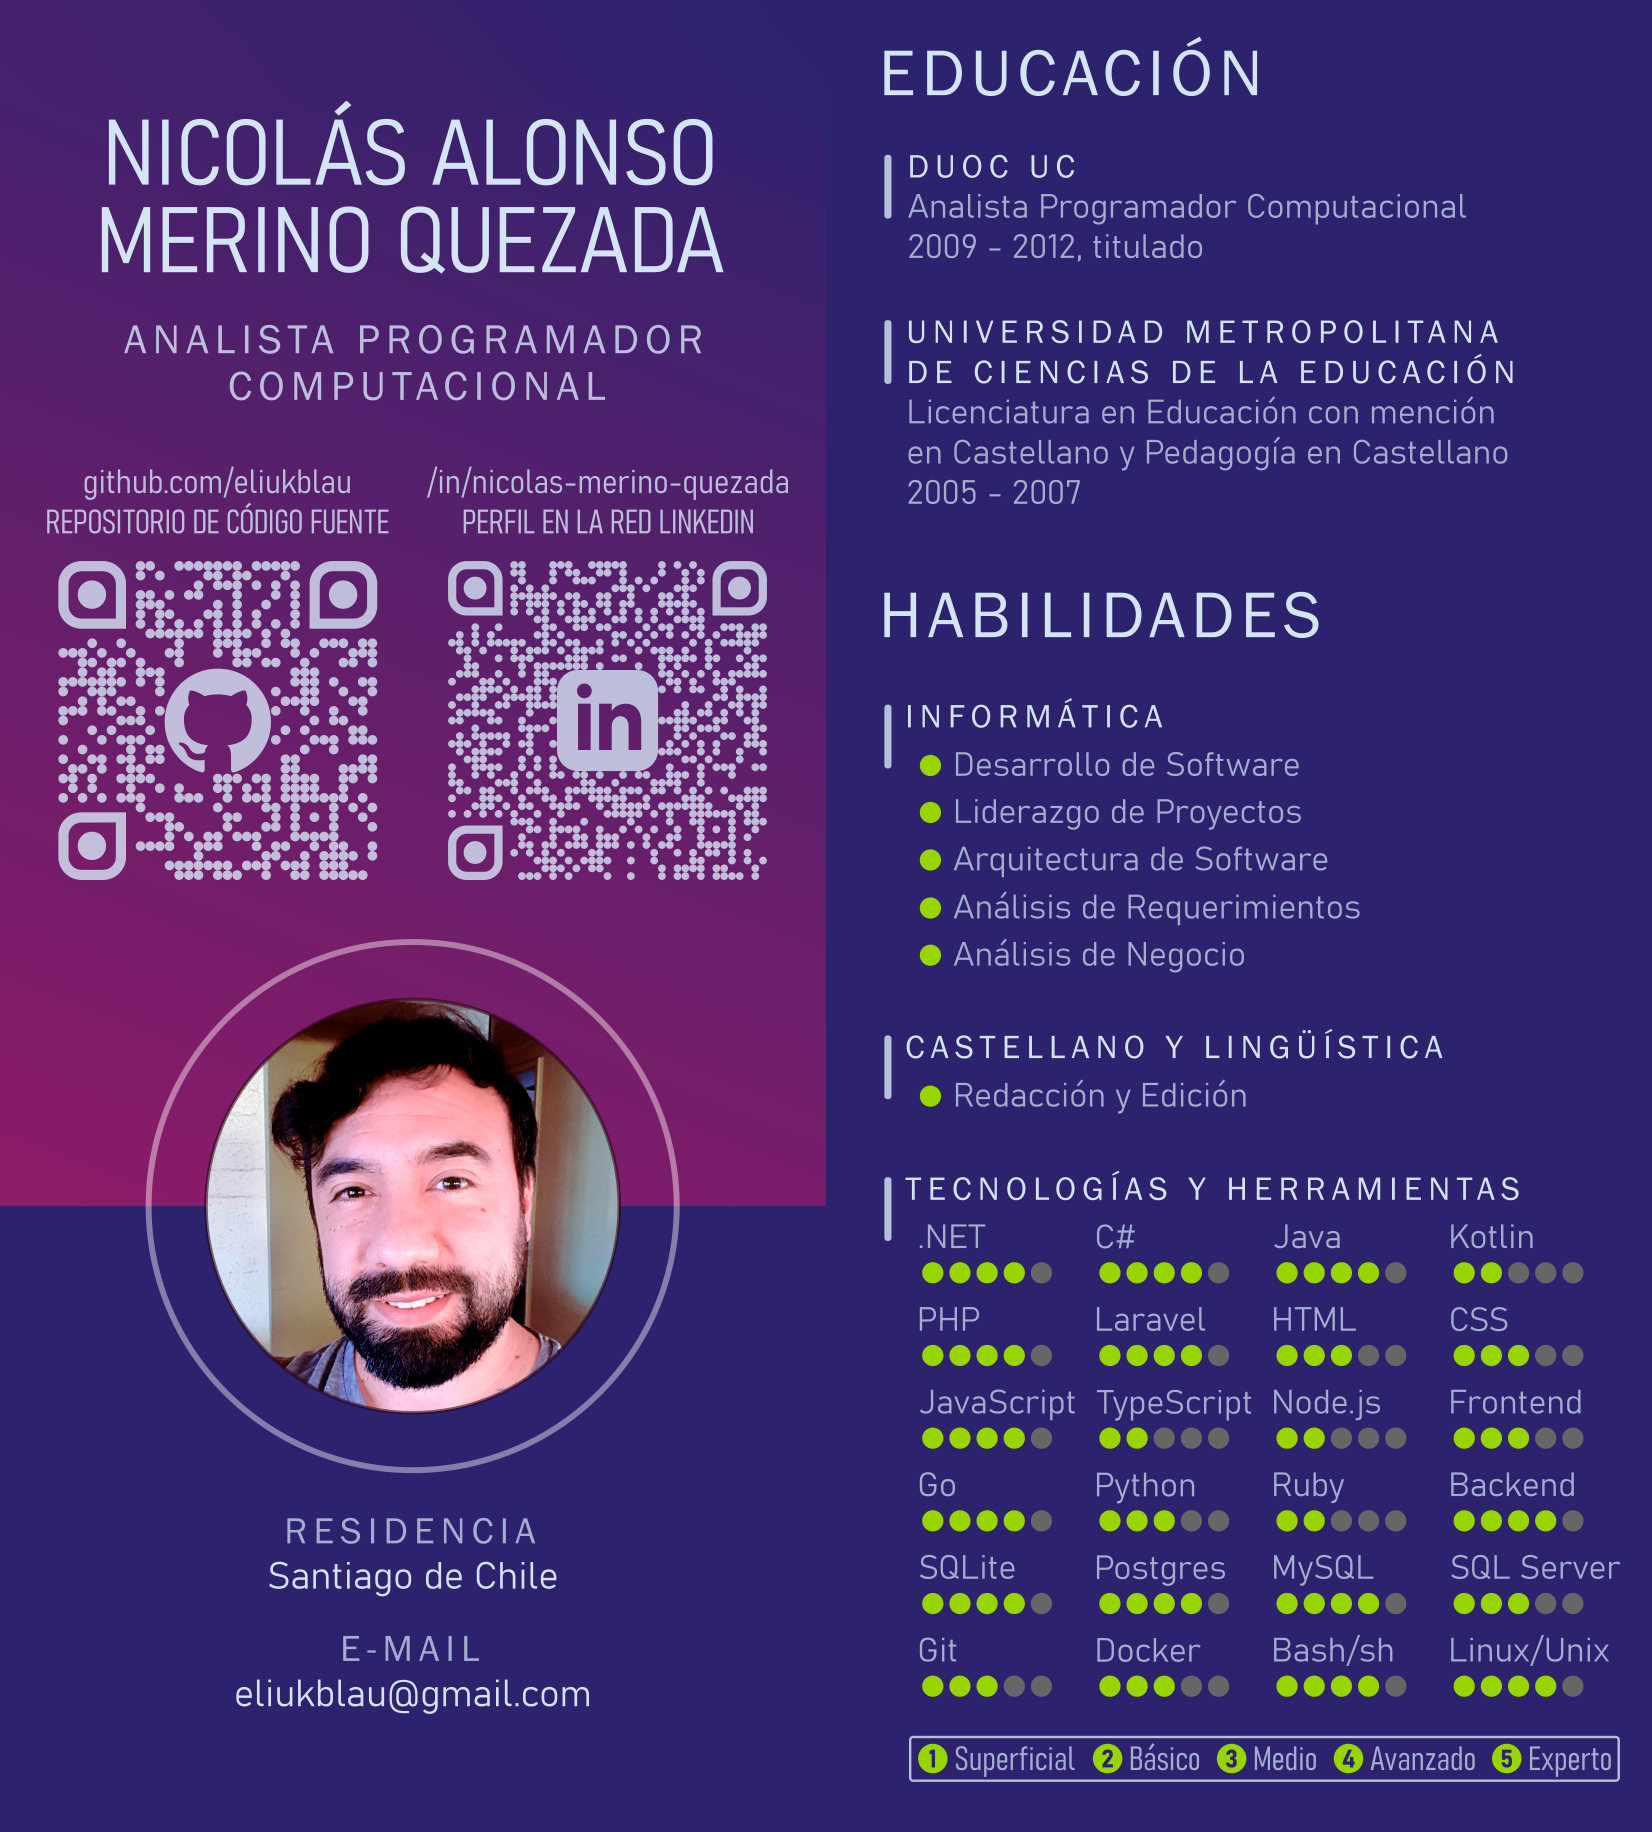 NICOLÁS ALONSO
MERINO QUEZADA
ANALISTA PROGRAMADOR
COMPUTACIONAL
github.com/eliukblau
REPOSITORIO DE CÓDIGO FUENTE
/in/nicolas-merino-quezada
PERFIL EN LA RED LINKEDIN
in
RESIDENCIA
Santiago de Chile
E-MAIL
eliukblau@gmail.com
EDUCACIÓN
DUOC UC
Analista Programador Computacional
2009 - 2012, titulado
UNIVERSIDAD METROPOLITANA
DE CIENCIAS DE LA EDUCACIÓN
Licenciatura en Educación con mención
en Castellano y Pedagogía en Castellano
2005 - 2007
HABILIDADES
INFORMÁTICA
Desarrollo de Software
Liderazgo de Proyectos
Arquitectura de Software
Análisis de Requerimientos
Análisis de Negocio
CASTELLANO Y LINGÜÍSTICA
Redacción y Edición
TECNOLOGÍAS Y HERRAMIENTAS
.NET C# Java Kotlin
PHP Laravel HTML CSS
JavaScript TypeScript Node.js Frontend
Go Python Ruby Backend
SQLite Postgres MySQL SQL Server
Git Docker Bash/sh Linux/Unix
1 Superficial 2 Básico 3 Medio 4 Avanzado 5 Experto